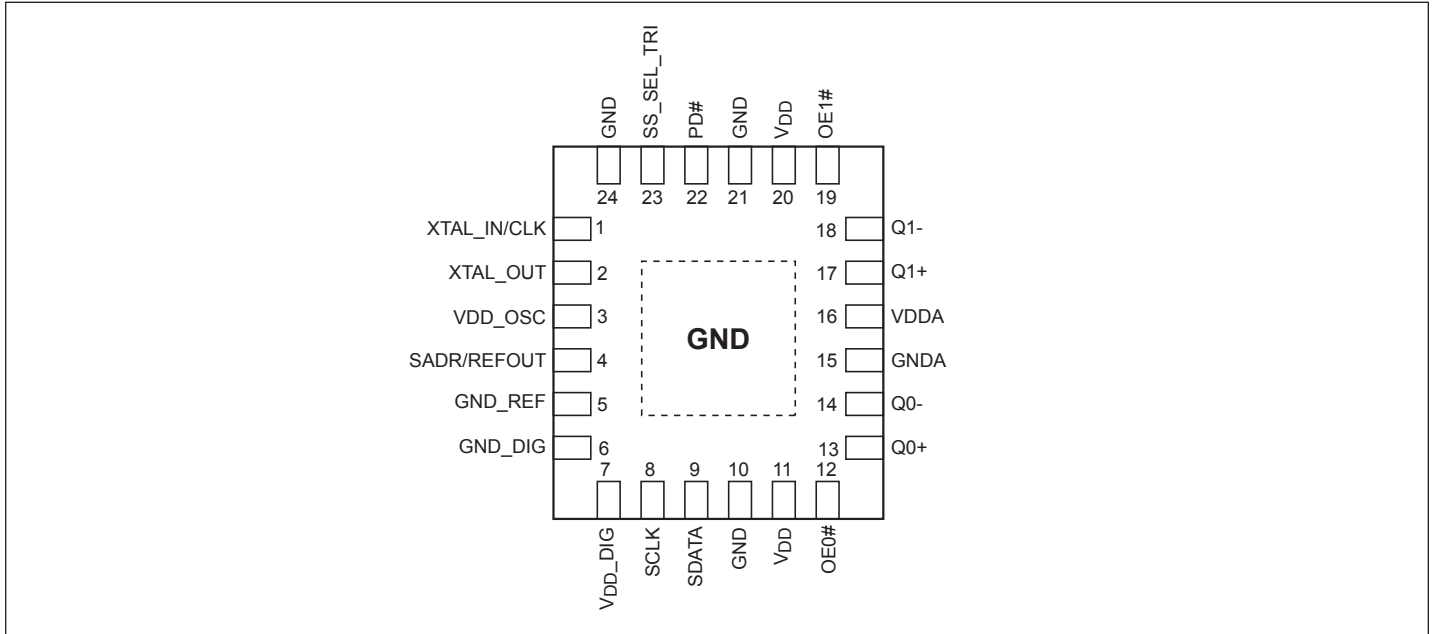 GND
SS_SEL_TRI
PD#
GND
VDD
OE1#
24
23
22
21
20
19
XTAL_IN/CLK
1
XTAL_OUT
2
VDD_OSC
3
SADR/REFOUT
4
GND_REF
5
GND_DIG
6
GND
18
Q1-
17
Q1+
16
VDDA
15
GNDA
14
Q0-
13
Q0+
7
8
9
10
11
12
VDD_DIG
SCLK
SDATA
GND
VDD
OE0#